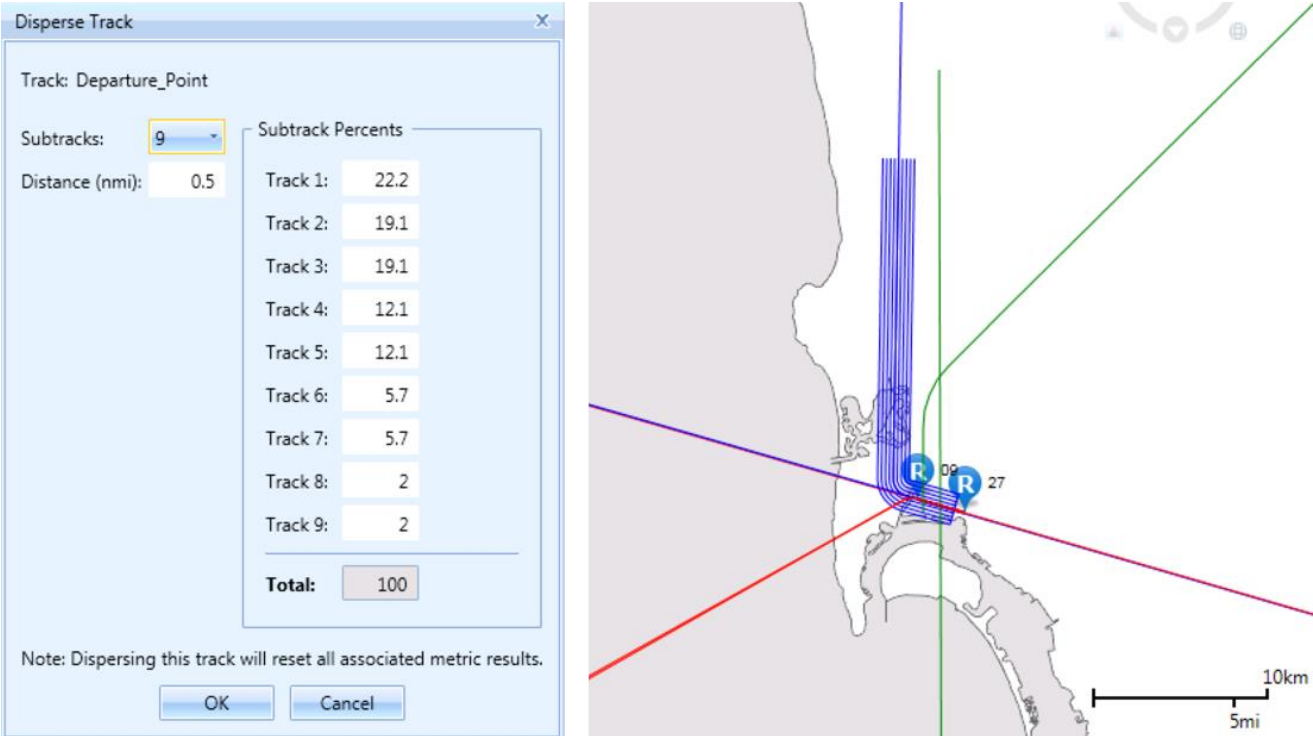 Disperse Track
Track: Departure_Point
Subtracks: 9
Distance (nmi): 0.5
Subtrack Percents
Track 1: 22.2
Track 2: 19.1
Track 3: 19.1
Track 4: 12.1
Track 5: 12.1
Track 6: 5.7
Track 7: 5.7
Track 8: 2
Track 9: 2
Total: 100
Note: Dispersing this track will reset all associated metric results.
OK Cancel
R 09 R 27
10km
5mi